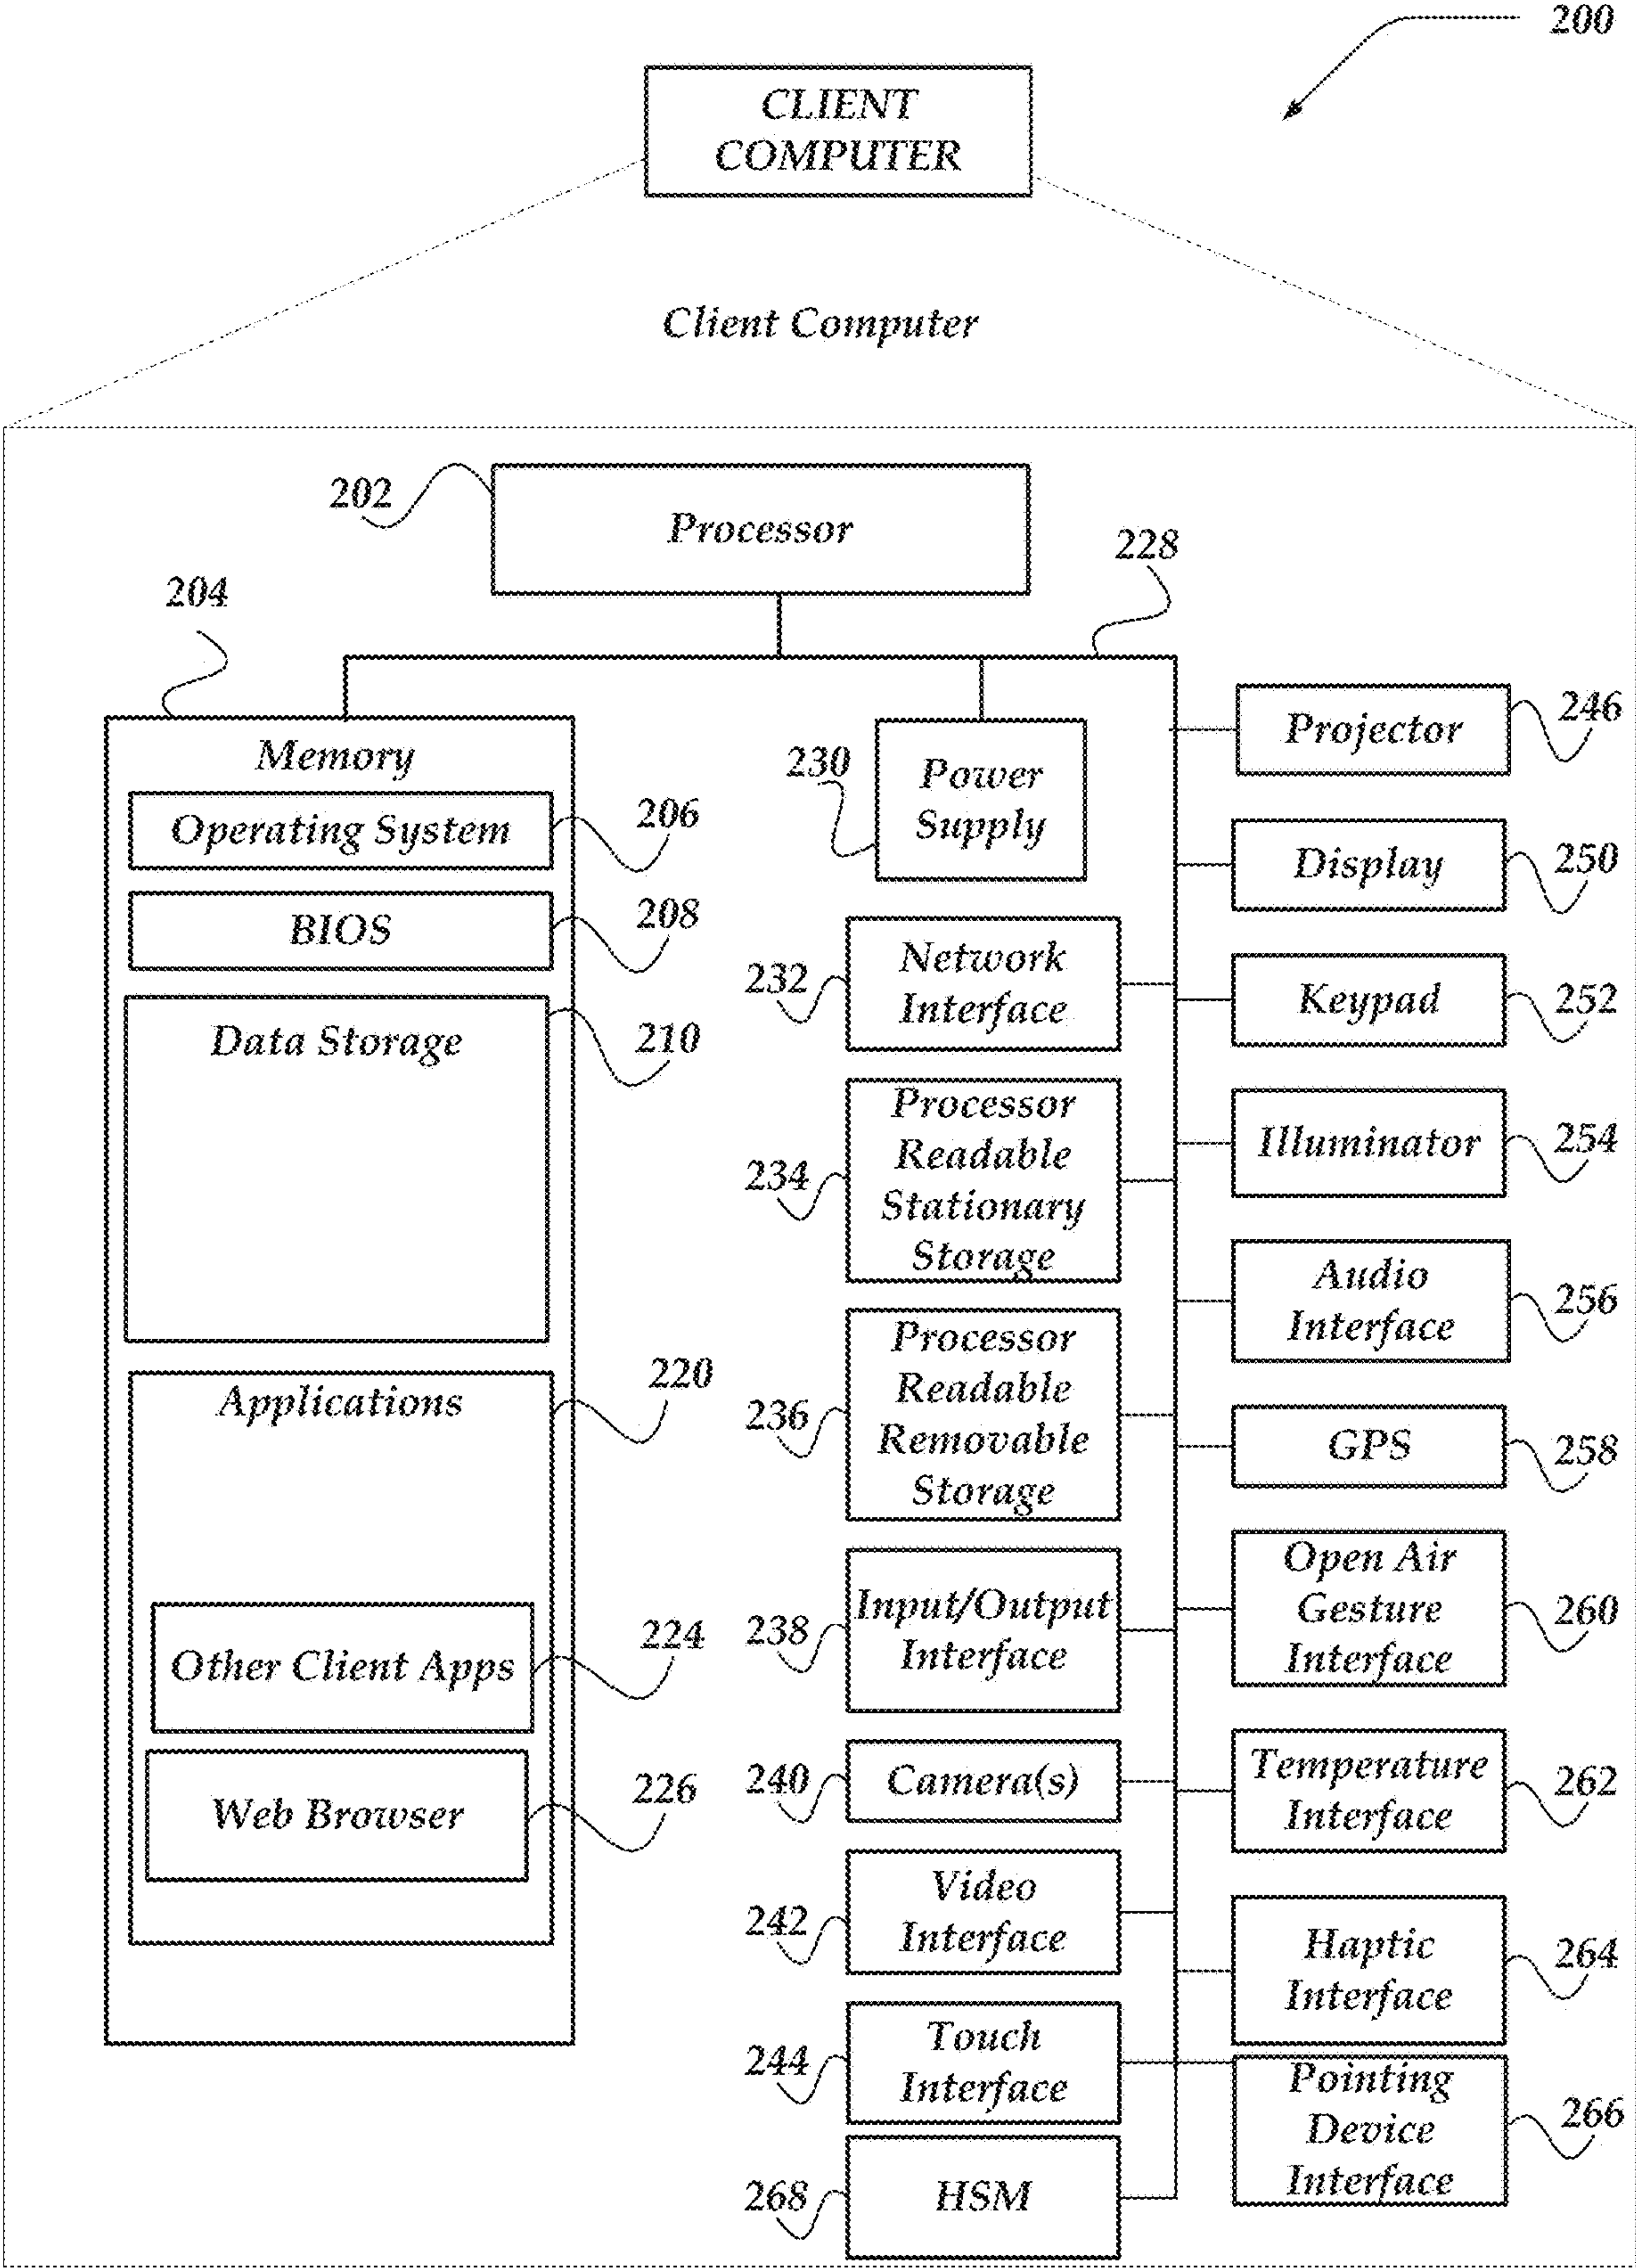 200
CLIENT
COMPUTER
Client Computer
202
Processor
228
204
Memory
Operating System
206
BIOS
208
Data Storage
210
Applications
220
Other Client Apps
224
Web Browser
226
230
Power
Supply
232
Network
Interface
234
Processor
Readable
Stationary
Storage
236
Processor
Readable
Removable
Storage
238
Input/Output
Interface
240
Camera(s)
242
Video
Interface
244
Touch
Interface
268
HSM
Projector
246
Display
250
Keypad
252
Illuminator
254
Audio
Interface
256
GPS
258
Open Air
Gesture
Interface
260
Temperature
Interface
262
Haptic
Interface
264
Pointing
Device
Interface
266